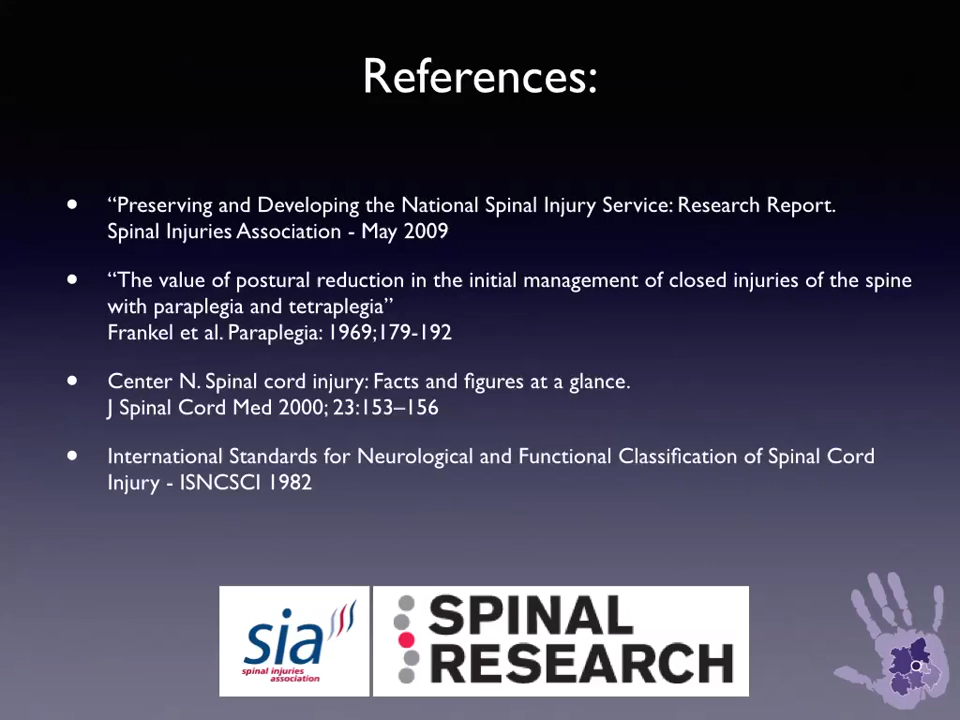 References:
• “Preserving and Developing the National Spinal Injury Service: Research Report.
Spinal Injuries Association - May 2009
• “The value of postural reduction in the initial management of closed injuries of the spine
with paraplegia and tetraplegia”
Frankel et al. Paraplegia: 1969;179-192
• Center N. Spinal cord injury: Facts and figures at a glance.
J Spinal Cord Med 2000; 23:153–156
• International Standards for Neurological and Functional Classification of Spinal Cord
Injury - ISNCSCI 1982
sia
spinal injuries
association
SPINAL
RESEARCH